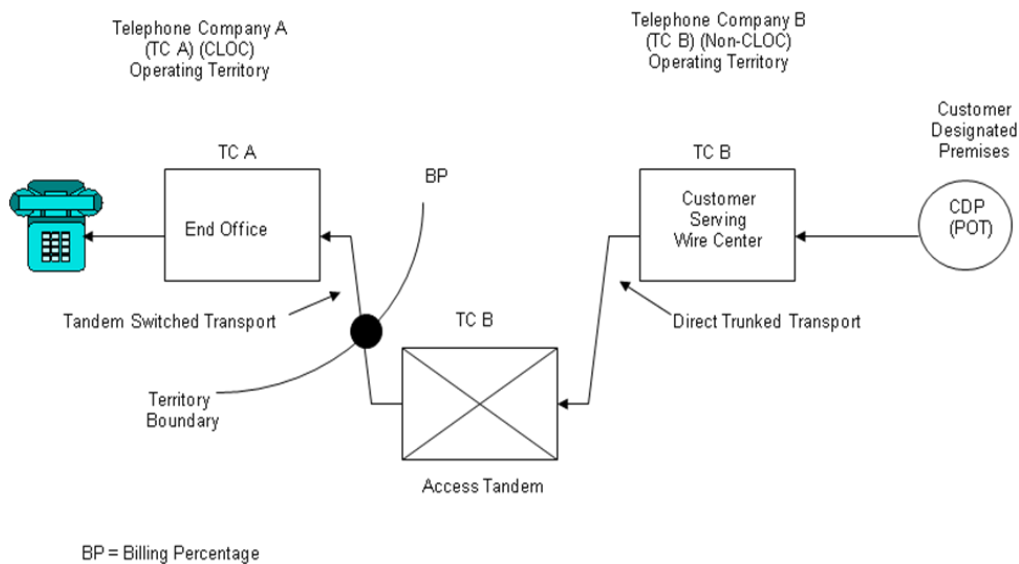 Telephone Company A
(TC A) (CLOC)
Operating Territory
Telephone Company B
(TC B) (Non-CLOC)
Operating Territory
Customer
Designated
Premises
TC A
BP
TC B
End Office
Customer
Serving
Wire Center
CDP
(POT)
Tandem Switched Transport
TC B
Direct Trunked Transport
Territory
Boundary
Access Tandem
BP = Billing Percentage